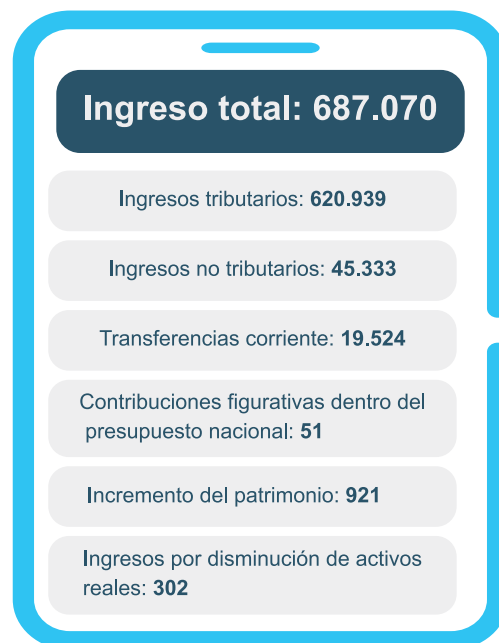 Ingreso total: 687.070
Ingresos tributarios: 620.939
Ingresos no tributarios: 45.333
Transferencias corriente: 19.524
Contribuciones figurativas dentro del
presupuesto nacional: 51
Incremento del patrimonio: 921
Ingresos por disminución de activos
reales: 302